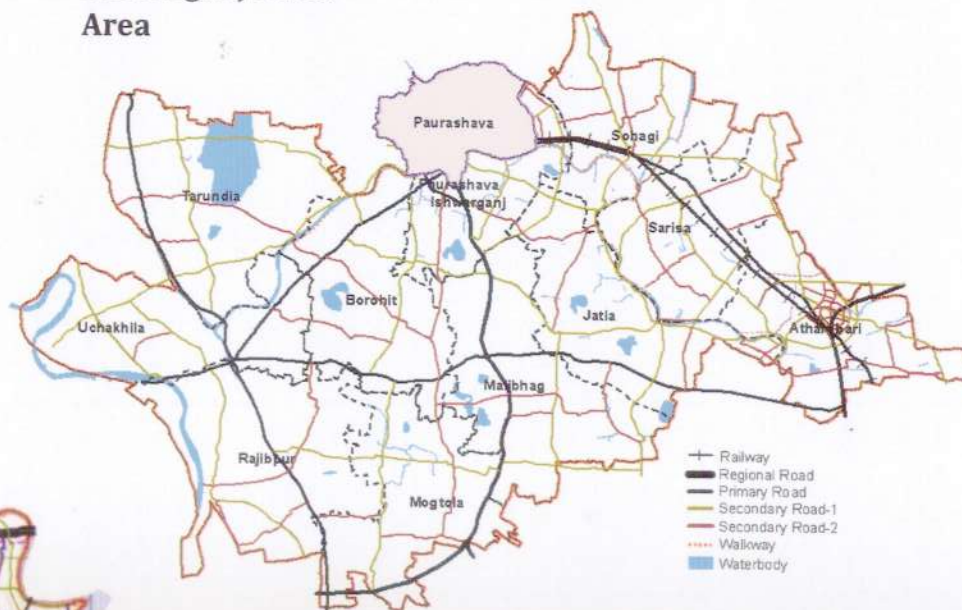 Area
Paurashava
Sohagi
Paurashava
Ishwarganj
Tarundia
Sarisa
Borohit
Jatia
Uchakhila
Atharobari
Maijbhag
Rajibpur
Mogtola
Railway
Regional Road
Primary Road
Secondary Road-1
Secondary Road-2
Walkway
Waterbody